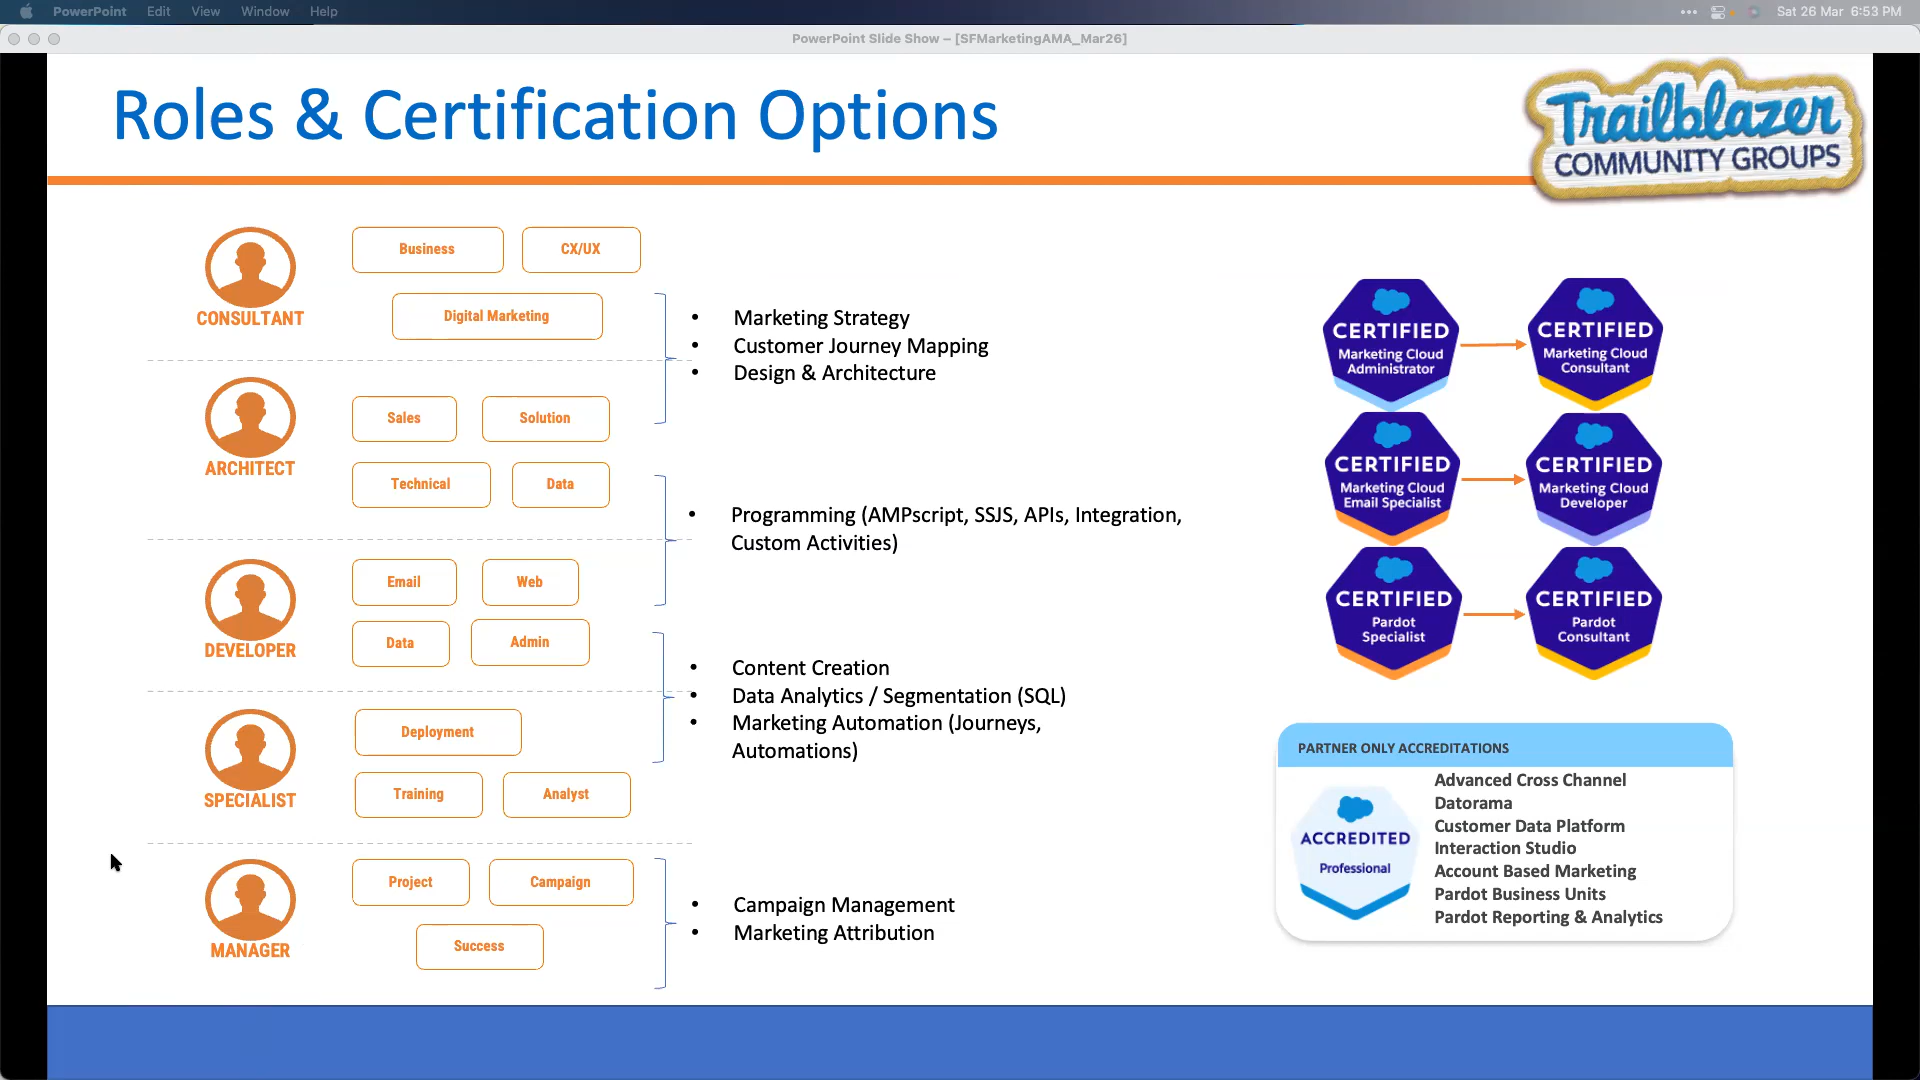 PowerPoint Edit View Window Help
Sat 26 Mar 6:53 PM
PowerPoint Slide Show – [SFMarketingAMA_Mar26]
Roles & Certification Options
Trailblazer
COMMUNITY GROUPS
CONSULTANT
Business
CX/UX
Digital Marketing
• Marketing Strategy
• Customer Journey Mapping
• Design & Architecture
ARCHITECT
Sales
Solution
Technical
Data
• Programming (AMPscript, SSJS, APIs, Integration,
Custom Activities)
DEVELOPER
Email
Web
Data
Admin
• Content Creation
• Data Analytics / Segmentation (SQL)
• Marketing Automation (Journeys,
Automations)
SPECIALIST
Deployment
Training
Analyst
MANAGER
Project
Campaign
Success
• Campaign Management
• Marketing Attribution
CERTIFIED
Marketing Cloud
Administrator
CERTIFIED
Marketing Cloud
Consultant
CERTIFIED
Marketing Cloud
Email Specialist
CERTIFIED
Marketing Cloud
Developer
CERTIFIED
Pardot
Specialist
CERTIFIED
Pardot
Consultant
PARTNER ONLY ACCREDITATIONS
ACCREDITED
Professional
Advanced Cross Channel
Datorama
Customer Data Platform
Interaction Studio
Account Based Marketing
Pardot Business Units
Pardot Reporting & Analytics